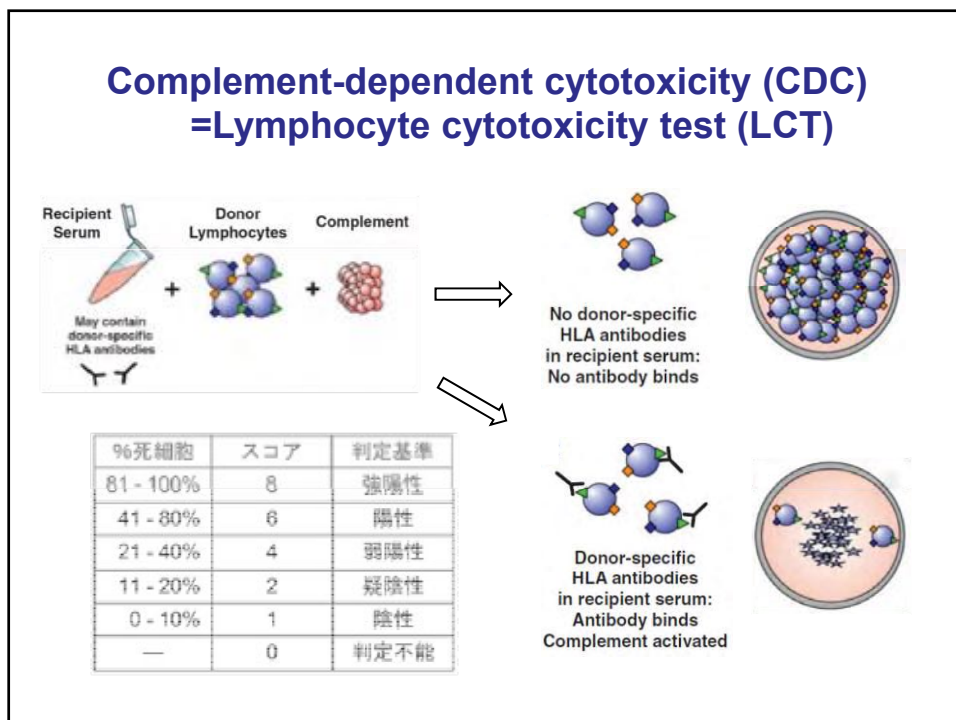 Complement-dependent cytotoxicity (CDC)
=Lymphocyte cytotoxicity test (LCT)
Recipient
Serum
Donor
Lymphocytes
Complement
+
+
May contain
donor-specific
HLA antibodies
No donor-specific
HLA antibodies
in recipient serum:
No antibody binds
%死細胞 スコア 判定基準
81 - 100% 8 強陽性
41 - 80% 6 陽性
21 - 40% 4 弱陽性
11 - 20% 2 疑陰性
0 - 10% 1 陰性
— 0 判定不能
Donor-specific
HLA antibodies
in recipient serum:
Antibody binds
Complement activated